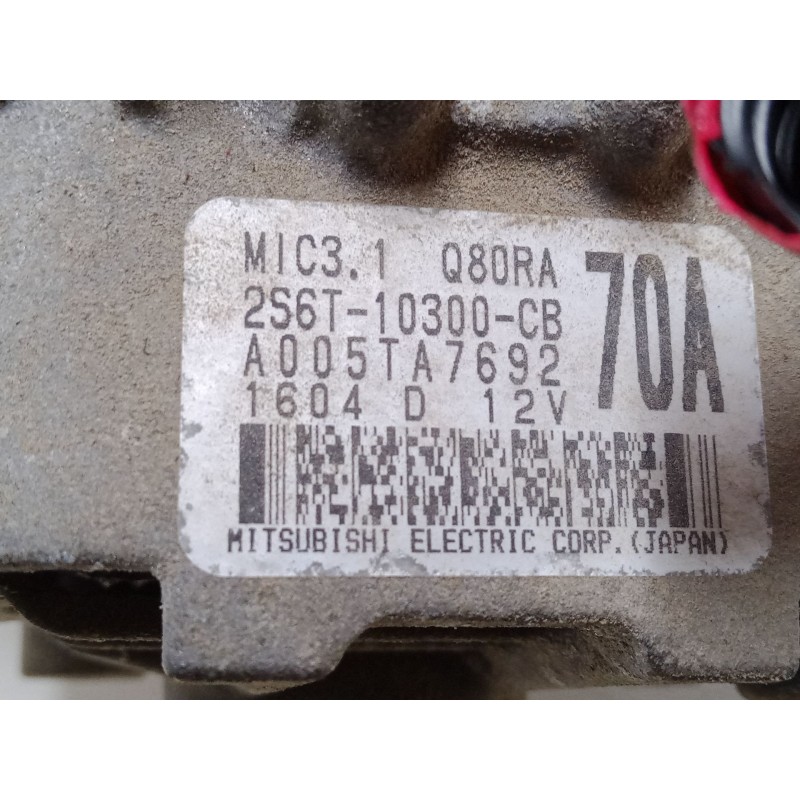 MIC3.1 Q80RA
70A
2S6T-10300-CB
A005TA7692
1604 D 12V
MITSUBISHI ELECTRIC CORP.(JAPAN)